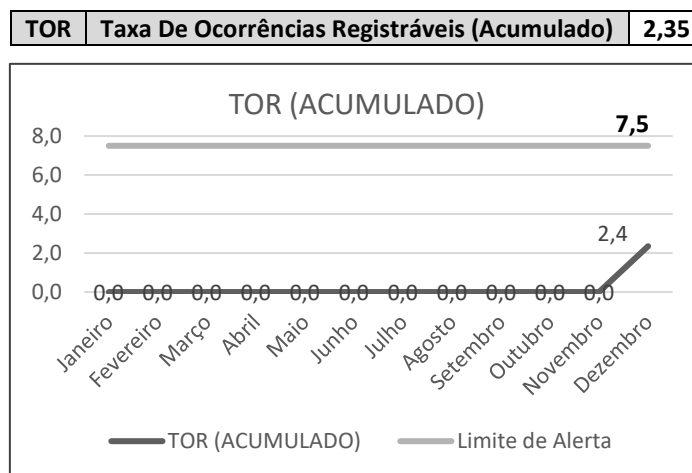 TOR Taxa De Ocorrências Registráveis (Acumulado) 2,35
TOR (ACUMULADO)
7,5
8,0
6,0
4,0
2,0
0,0
2,4
0,0 0,0 0,0 0,0 0,0 0,0 0,0 0,0 0,0 0,0 0,0
Janeiro
Fevereiro
Março
Abril
Maio
Junho
Julho
Agosto
Setembro
Outubro
Novembro
Dezembro
TOR (ACUMULADO) Limite de Alerta